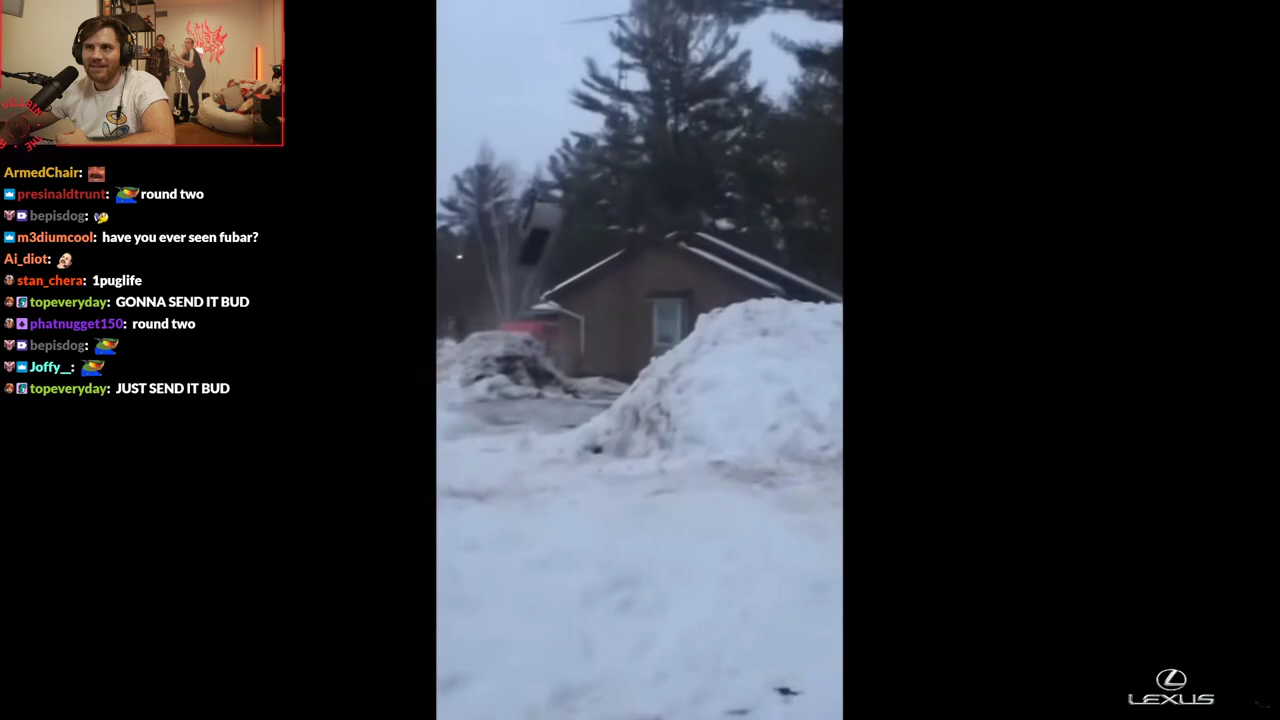 ArmedChair:
presinaldtrunt: round two
bepisdog:
m3diumcool: have you ever seen fubar?
Ai_diot:
stan_chera: 1puglife
topeveryday: GONNA SEND IT BUD
phatnugget150: round two
bepisdog:
Joffy__:
topeveryday: JUST SEND IT BUD
LEXUS